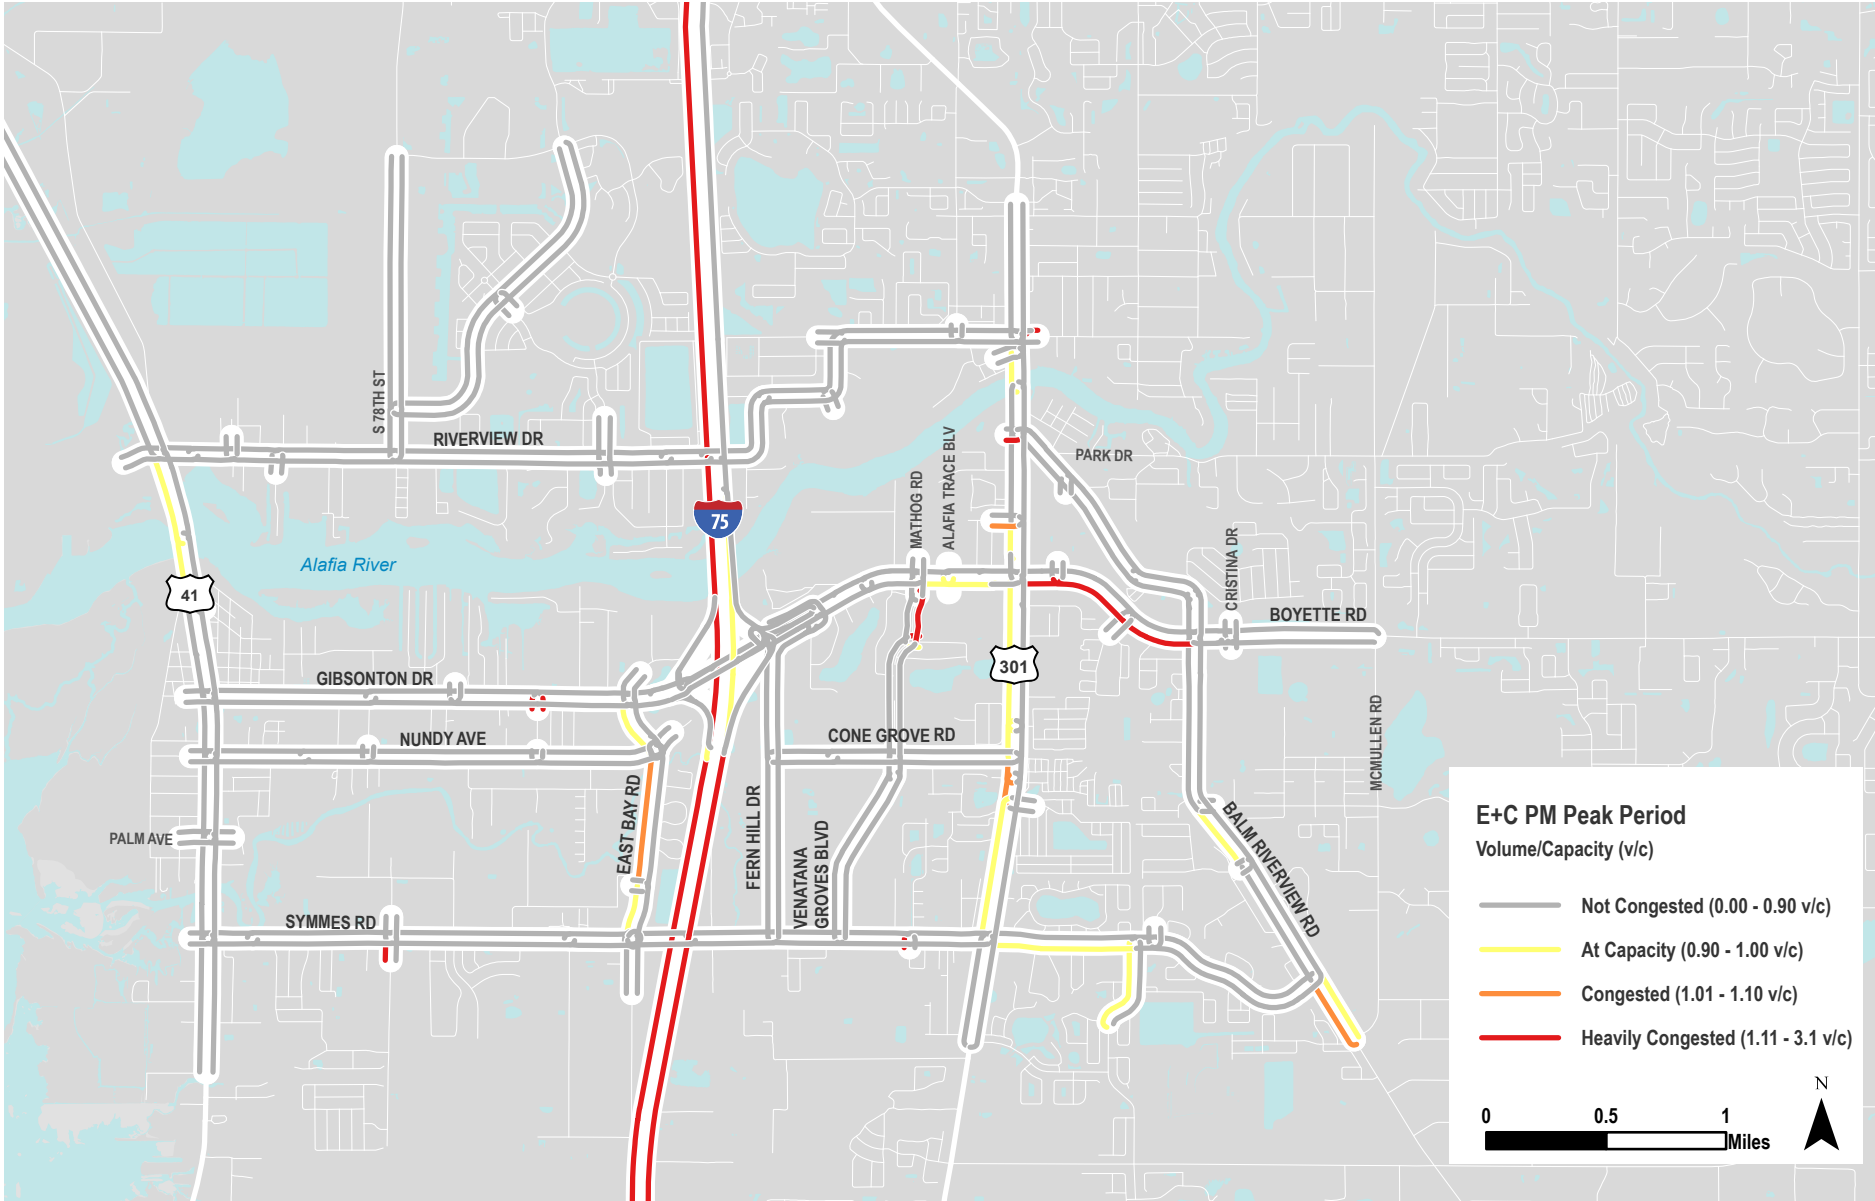 S 78TH ST
RIVERVIEW DR
PARK DR
MATHOG RD
ALAFIA TRACE BLV
75
Alafia River
41
CRISTINA DR
BOYETTE RD
301
GIBSONTON DR
NUNDY AVE
CONE GROVE RD
MCMULLEN RD
PALM AVE
EAST BAY RD
FERN HILL DR
VENATANA
GROVES BLVD
BALM RIVERVIEW RD
SYMMES RD
E+C PM Peak Period
Volume/Capacity (v/c)
Not Congested (0.00 - 0.90 v/c)
At Capacity (0.90 - 1.00 v/c)
Congested (1.01 - 1.10 v/c)
Heavily Congested (1.11 - 3.1 v/c)
N
0 0.5 1
Miles